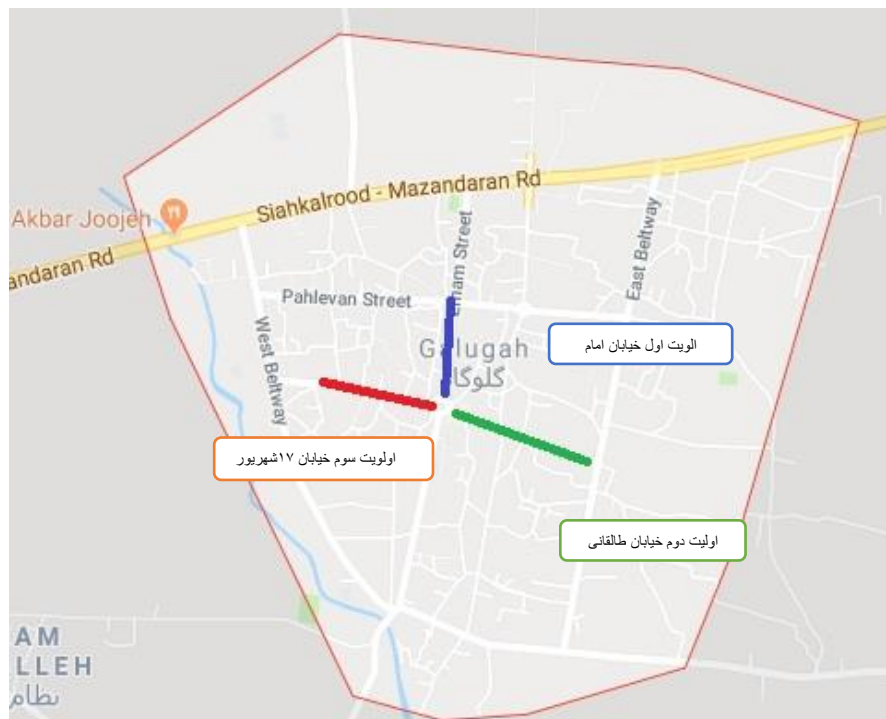 Akbar Joojeh
Siahkalrood - Mazandaran Rd
andaran Rd
Emam Street
East Beltway
Pahlevan Street
West Beltway
Galugah
گلوگاه
الویت اول خیابان امام
اولویت سوم خیابان ۱۷شهریور
اولیت دوم خیابان طالقانی
AM
LLEH
نظام